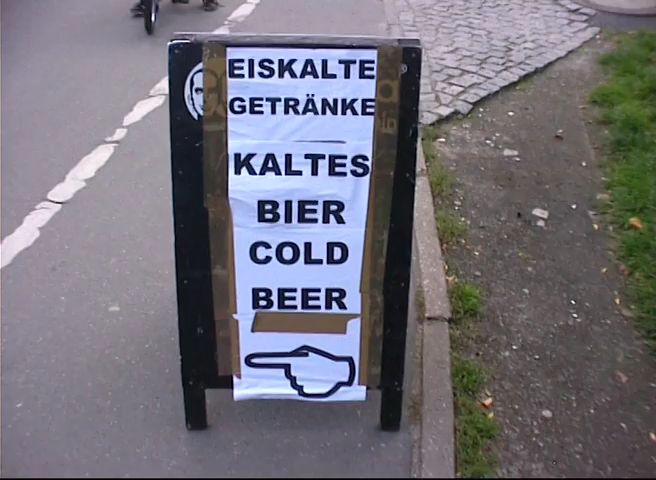 EISKALTE
GETRÄNKE
KALTES
BIER
COLD
BEER